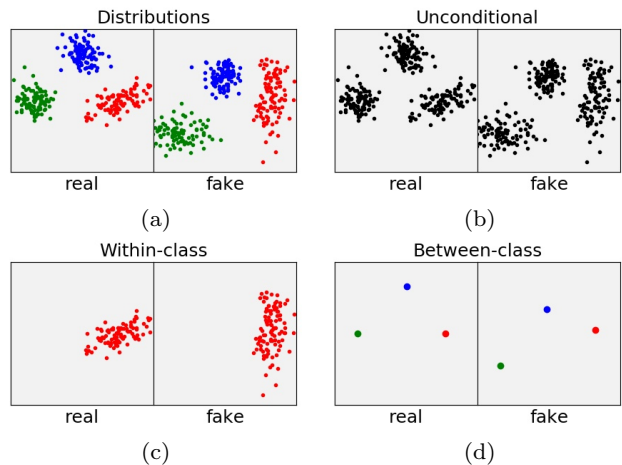 Distributions
Unconditional
real fake
real fake
(a)
(b)
Within-class
Between-class
real fake
real fake
(c)
(d)